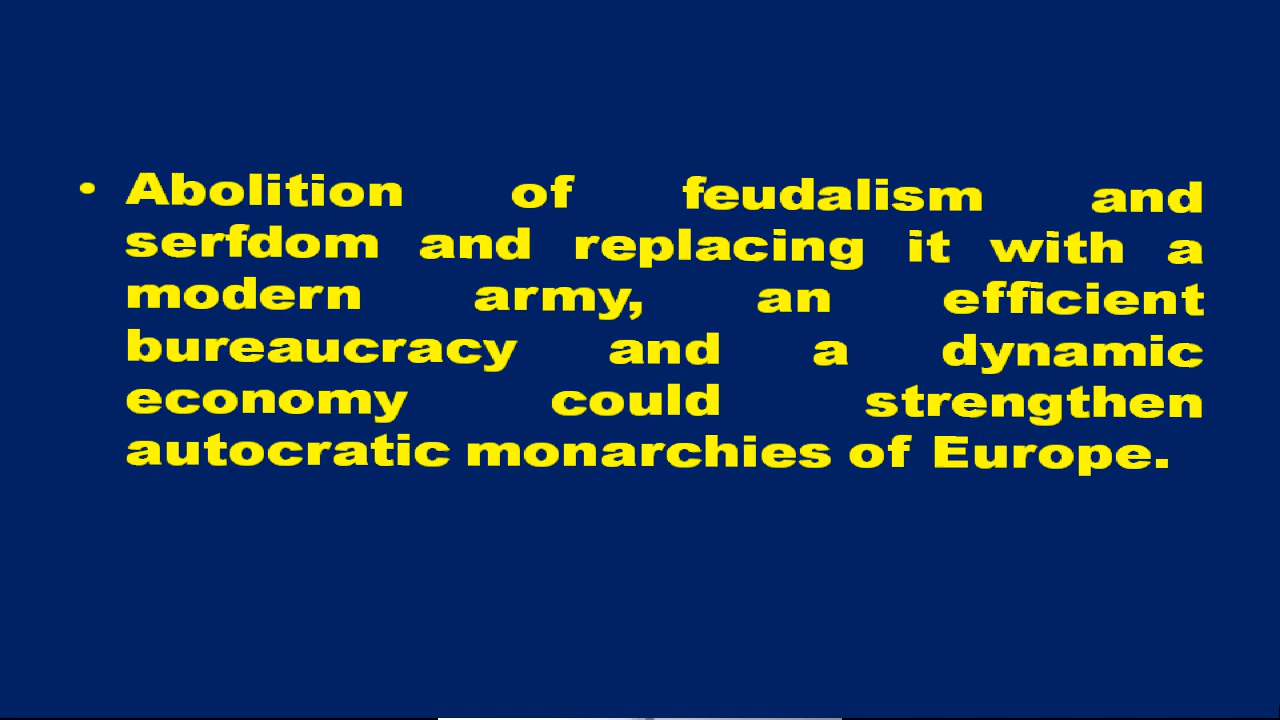 • Abolition of feudalism and
serfdom and replacing it with a
modern army, an efficient
bureaucracy and a dynamic
economy could strengthen
autocratic monarchies of Europe.